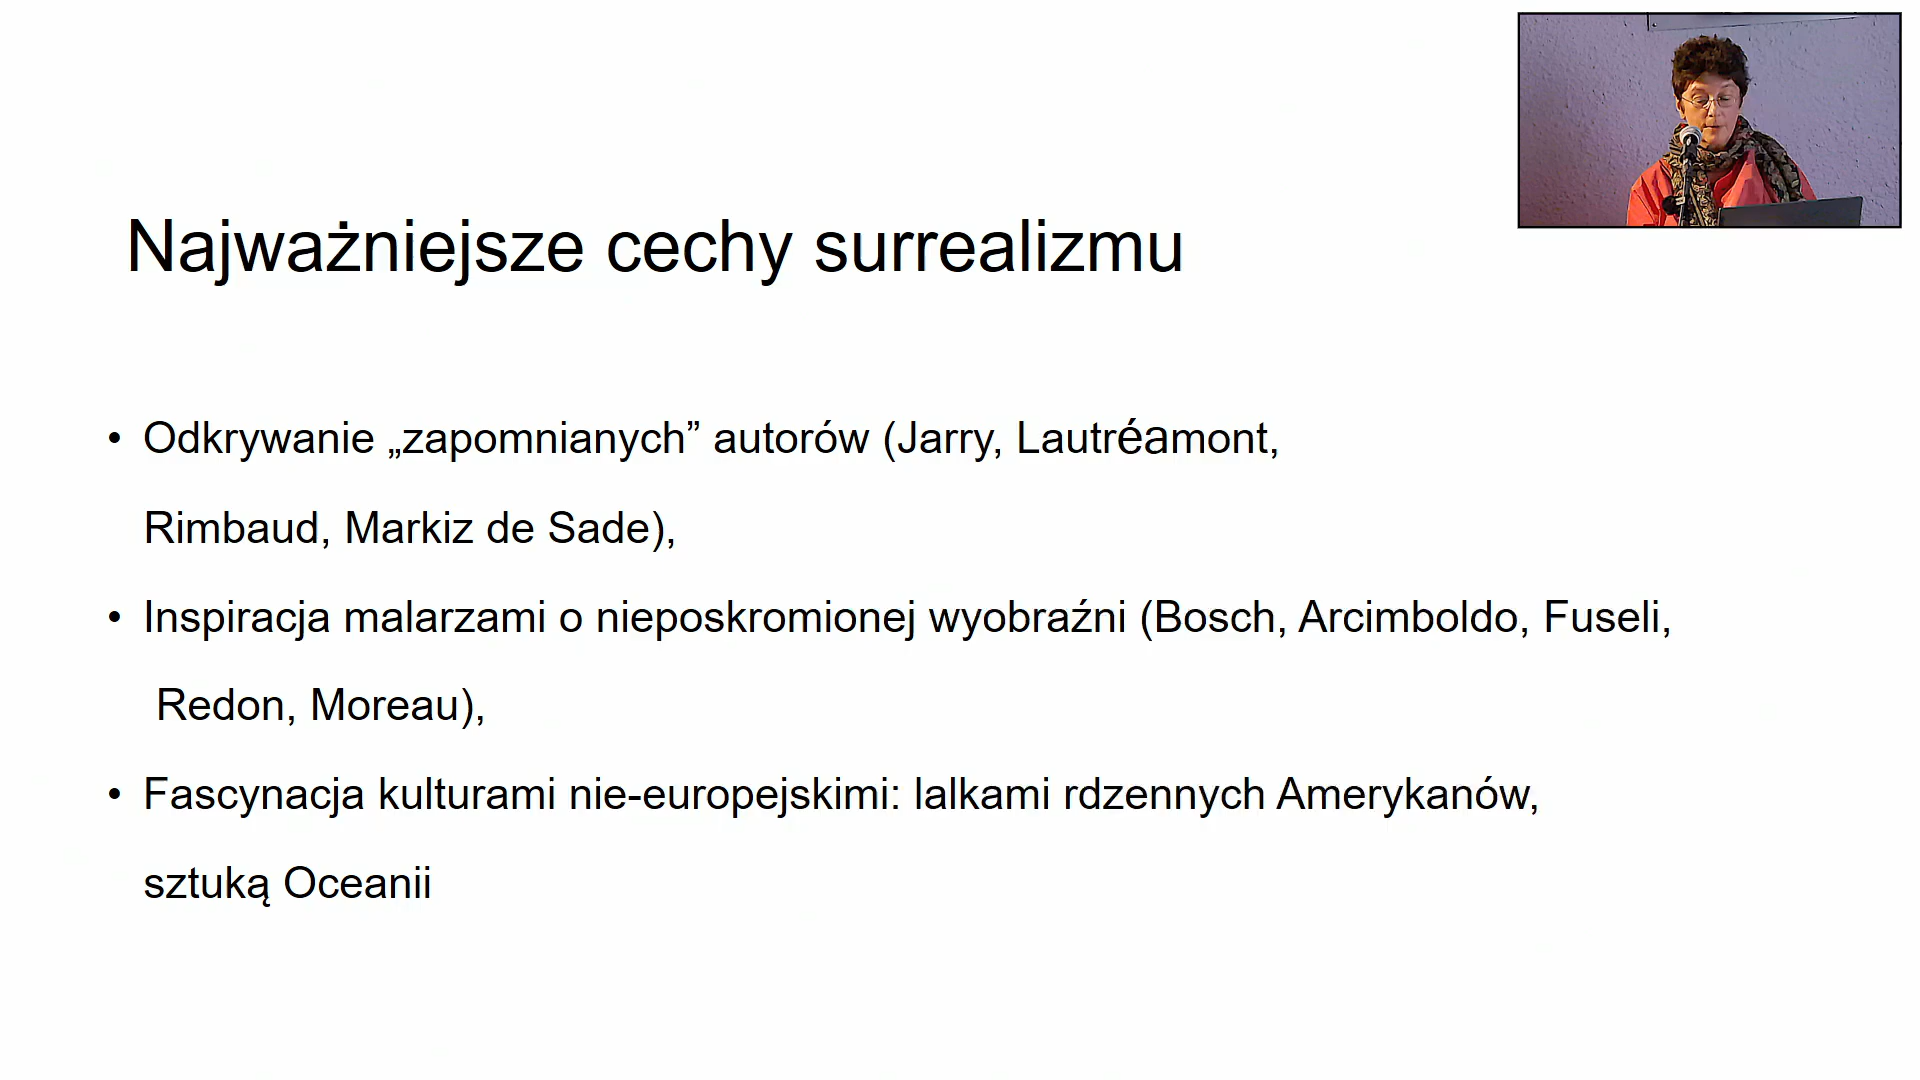 Najważniejsze cechy surrealizmu
• Odkrywanie „zapomnianych” autorów (Jarry, Lautréamont,
Rimbaud, Markiz de Sade),
• Inspiracja malarzami o nieposkromionej wyobraźni (Bosch, Arcimboldo, Fuseli,
Redon, Moreau),
• Fascynacja kulturami nie-europejskimi: lalkami rdzennych Amerykanów,
sztuką Oceanii